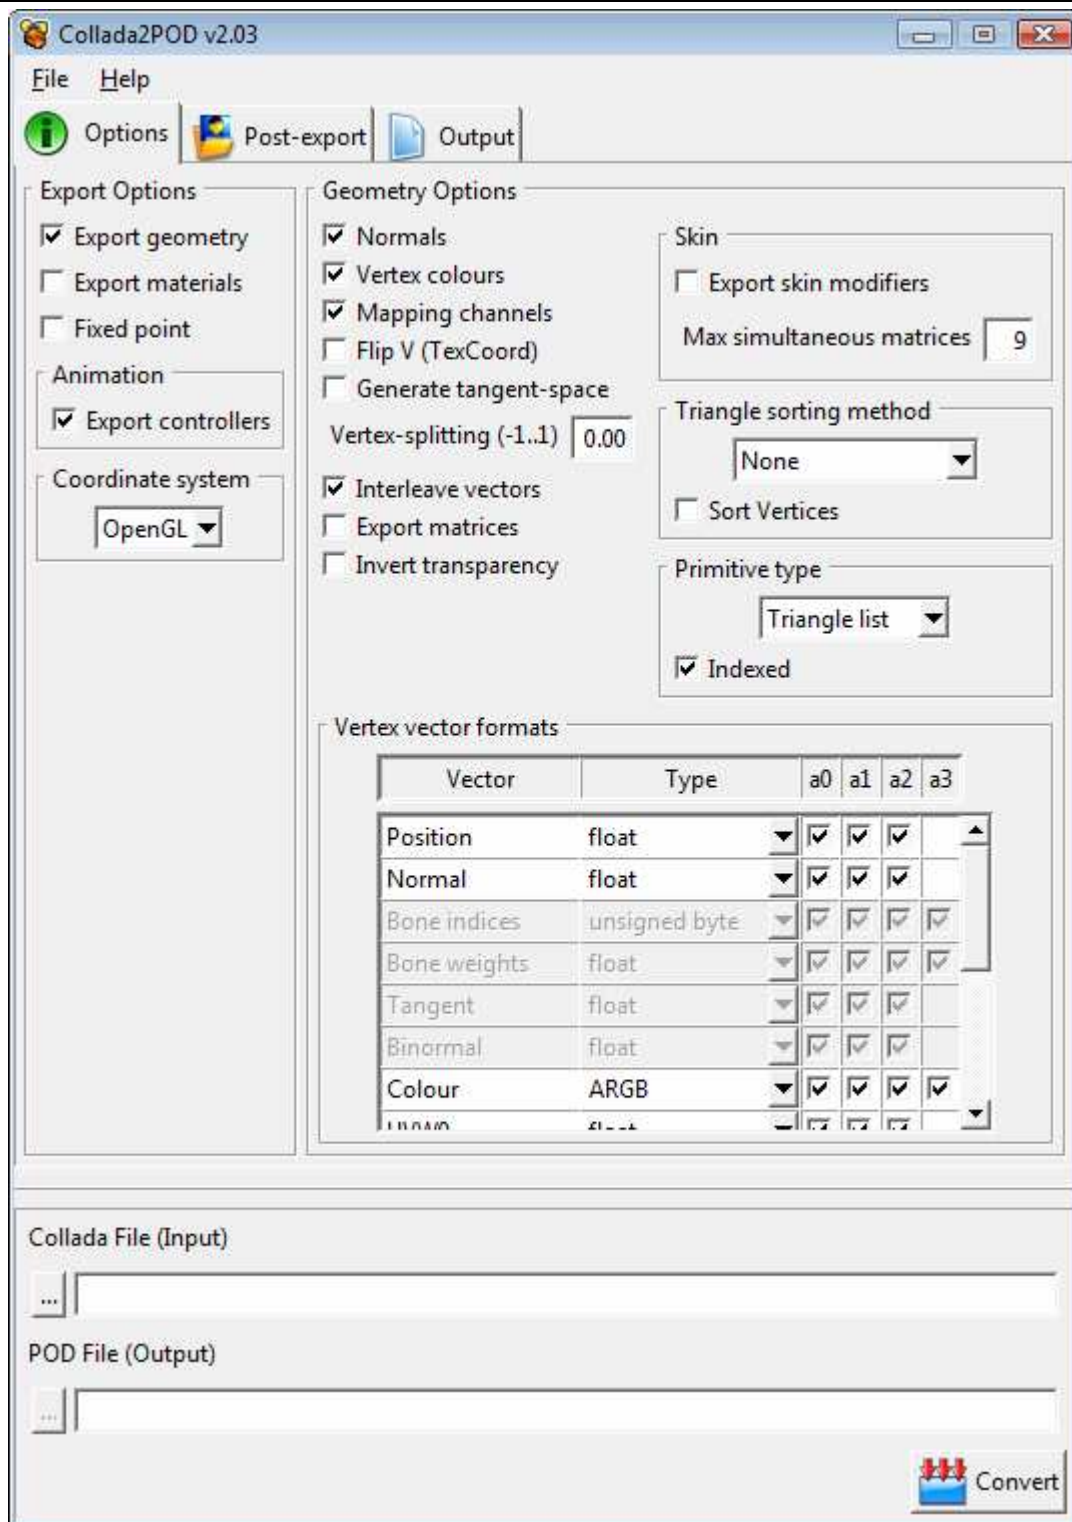 Collada2POD v2.03
File Help
Options Post-export Output
Export Options
Export geometry
Export materials
Fixed point
Animation
Export controllers
Coordinate system
OpenGL
Geometry Options
Normals
Vertex colours
Mapping channels
Flip V (TexCoord)
Generate tangent-space
Vertex-splitting (-1..1) 0.00
Interleave vectors
Export matrices
Invert transparency
Skin
Export skin modifiers
Max simultaneous matrices 9
Triangle sorting method
None
Sort Vertices
Primitive type
Triangle list
Indexed
Vertex vector formats
Vector Type a0 a1 a2 a3
Position float
Normal float
Bone indices unsigned byte
Bone weights float
Tangent float
Binormal float
Colour ARGB
UVW0 float
Collada File (Input)
...
POD File (Output)
...
Convert